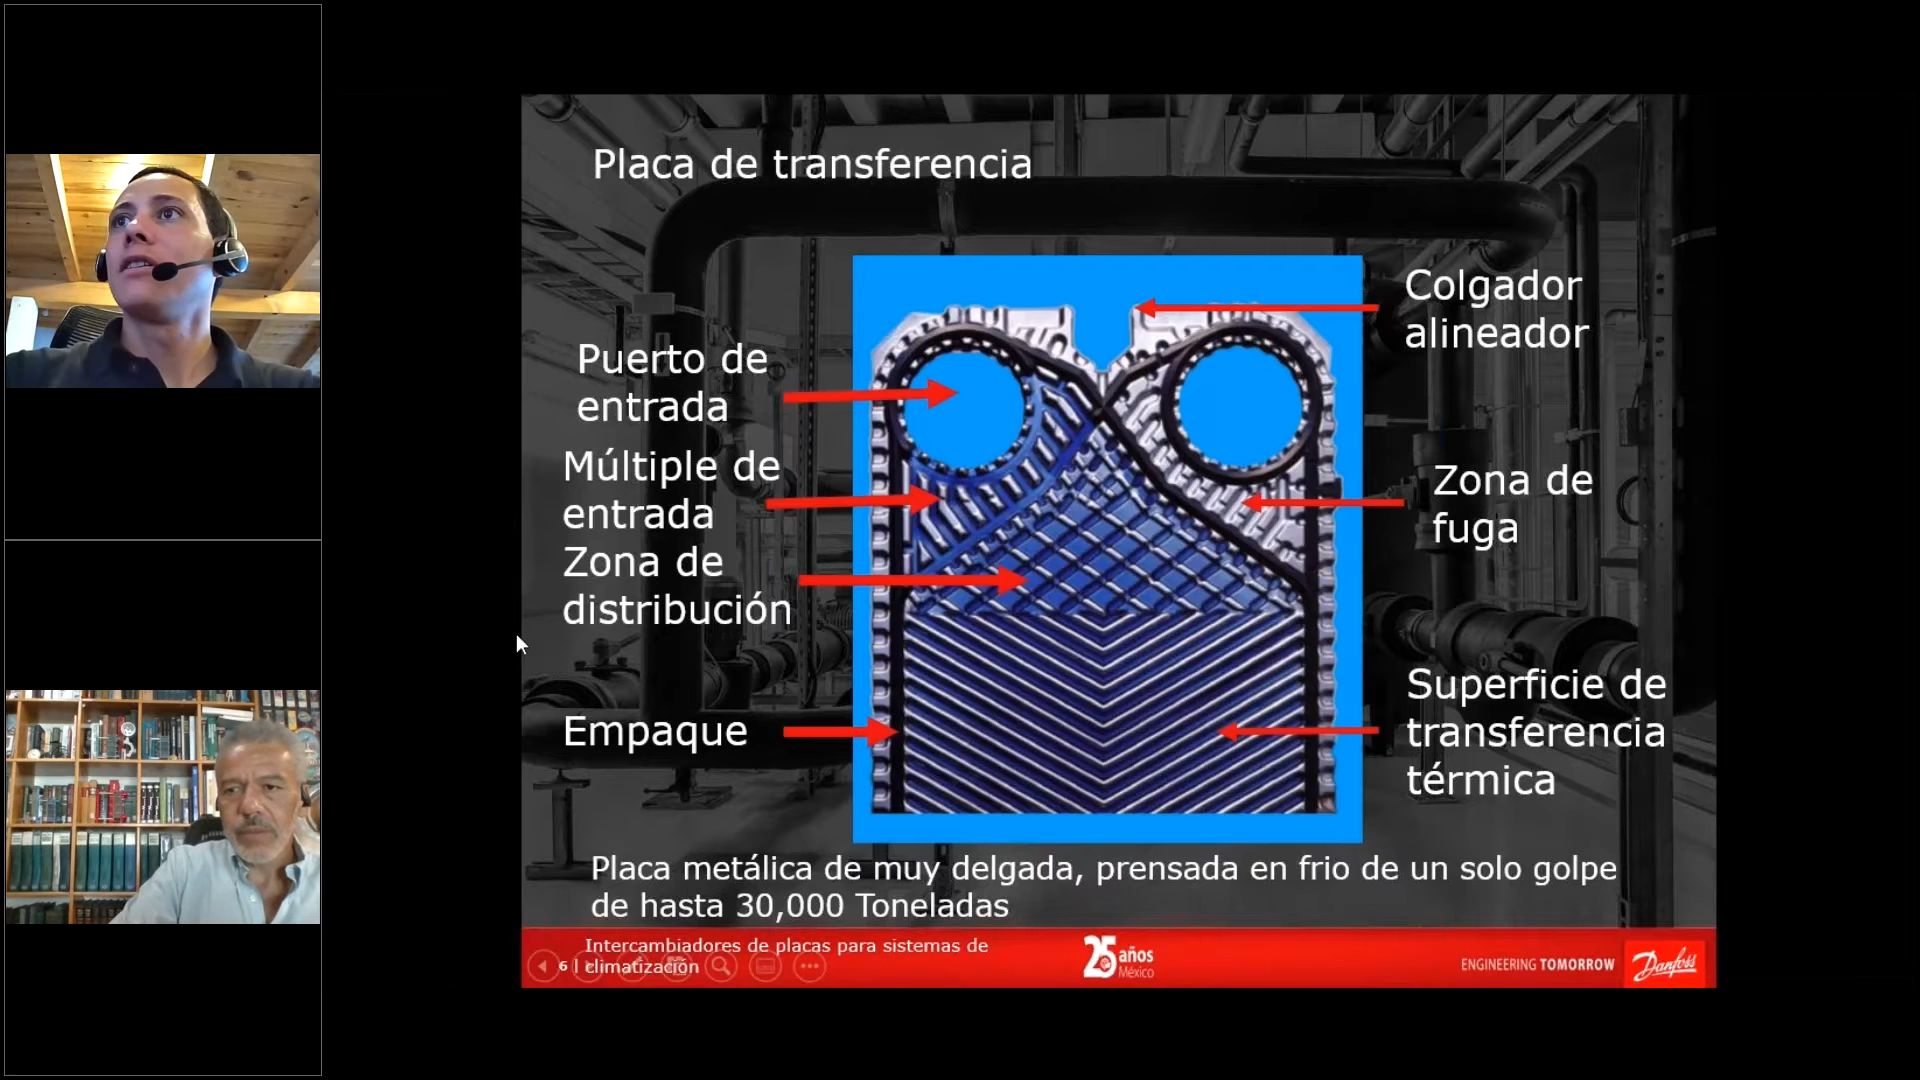 Placa de transferencia
Colgador
alineador
Puerto de
entrada
Múltiple de
entrada
Zona de
fuga
Zona de
distribución
Superficie de
transferencia
térmica
Empaque
Placa metálica de muy delgada, prensada en frio de un solo golpe
de hasta 30,000 Toneladas
Intercambiadores de placas para sistemas de
6 | climatización
25 años
México
ENGINEERING TOMORROW
Danfoss